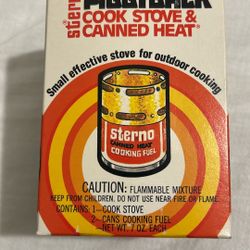 sterno PIGGYBACK
COOK STOVE &
CANNED HEAT®
Small effective stove for outdoor cooking
sterno
CANNED HEAT
COOKING FUEL
CAUTION: FLAMMABLE MIXTURE
KEEP FROM CHILDREN. DO NOT USE NEAR FIRE OR FLAME.
CONTAINS: 1—COOK STOVE
2—CANS COOKING FUEL
NET WT. 7 OZ. EACH